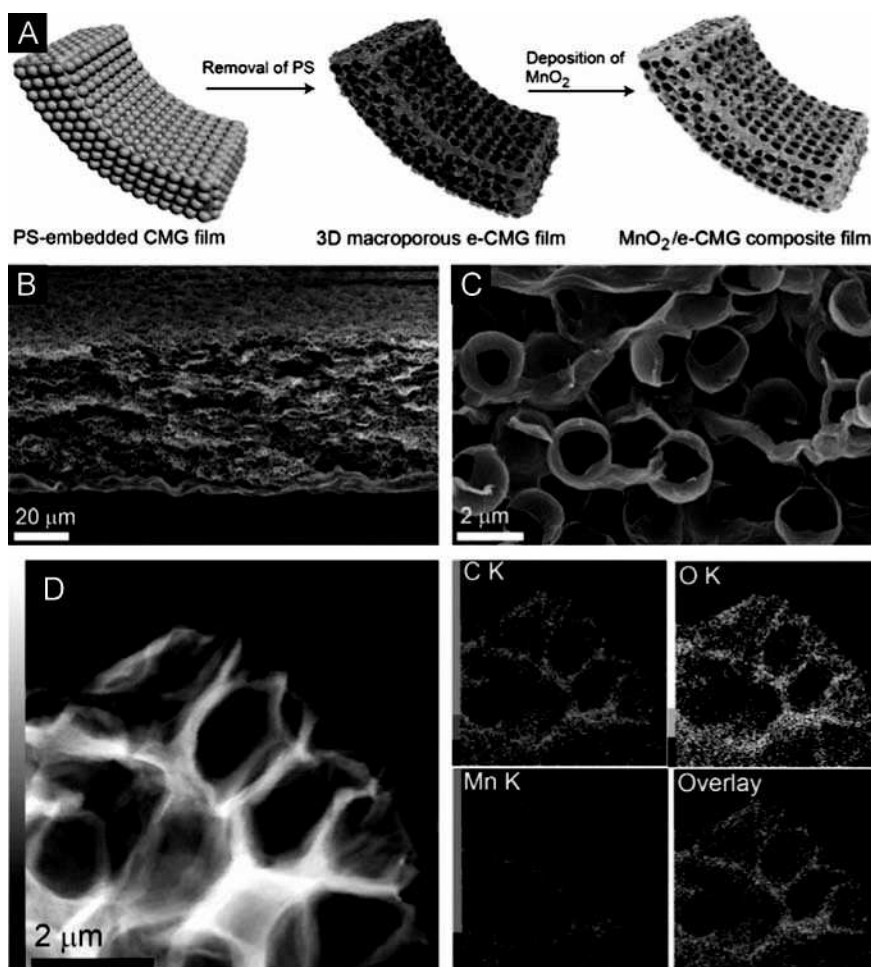 A
Removal of PS
Deposition of
MnO₂
PS-embedded CMG film
3D macroporous e-CMG film
MnO₂/e-CMG composite film
B
20 μm
C
2 μm
D
2 μm
C K
O K
Mn K
Overlay